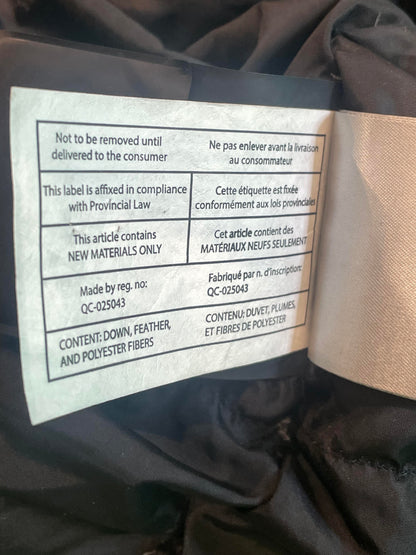 Not to be removed until
delivered to the consumer
Ne pas enlever avant la livraison
au consommateur
This label is affixed in compliance
with Provincial Law
Cette étiquette est fixée
conformément aux lois provinciales
This article contains
NEW MATERIALS ONLY
Cet article contient des
MATÉRIAUX NEUFS SEULEMENT
Made by reg. no:
QC-025043
Fabriqué par n. d'inscription:
QC-025043
CONTENT: DOWN, FEATHER,
AND POLYESTER FIBERS
CONTENU: DUVET, PLUMES,
ET FIBRES DE POLYESTER